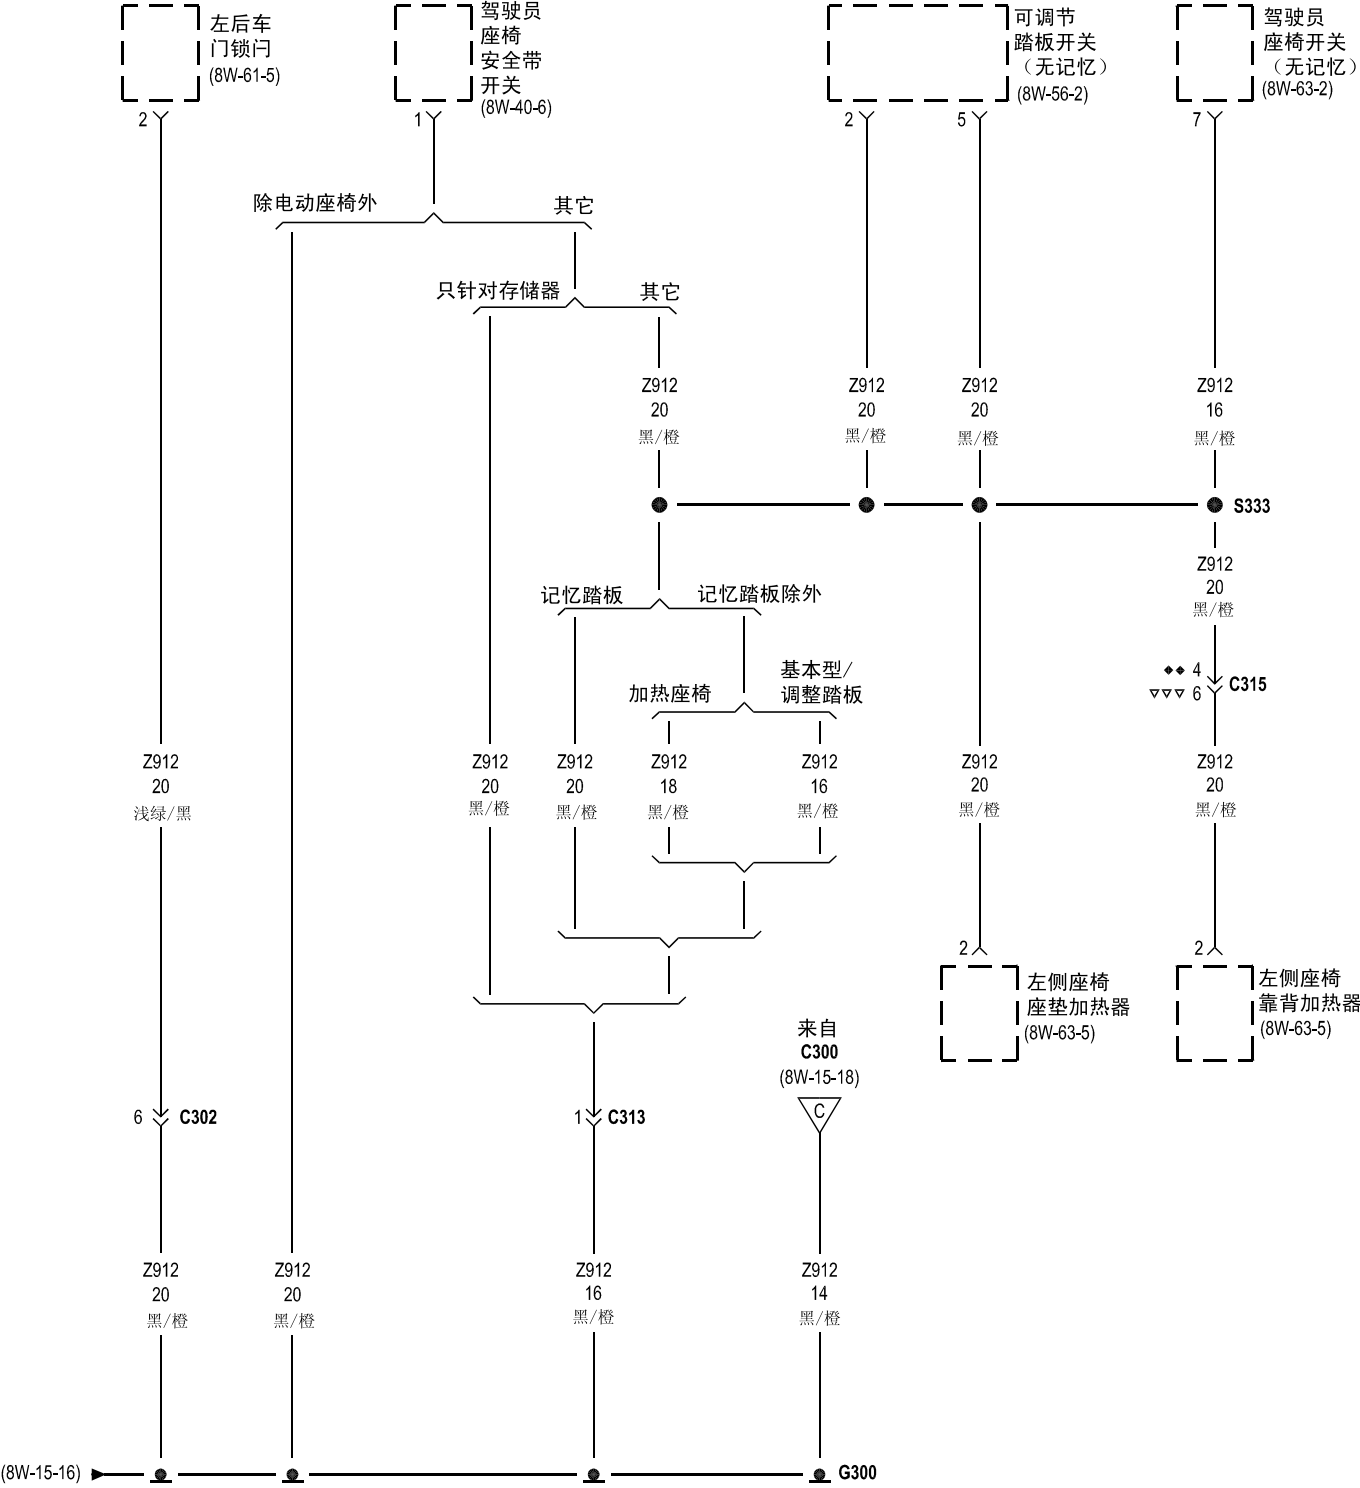 左后车
门锁闩
(8W-61-5)
驾驶员
座椅
安全带
开关
(8W-40-6)
可调节
踏板开关
（无记忆）
(8W-56-2)
驾驶员
座椅开关
（无记忆）
(8W-63-2)
2
1
2
5
7
除电动座椅外
其它
只针对存储器
其它
Z912
20
黑/橙
Z912
20
黑/橙
Z912
20
黑/橙
Z912
16
黑/橙
S333
Z912
20
黑/橙
记忆踏板
记忆踏板除外
◆◆ 4
▽▽▽ 6
C315
加热座椅
基本型/
调整踏板
Z912
20
浅绿/黑
Z912
20
黑/橙
Z912
20
黑/橙
Z912
18
黑/橙
Z912
16
黑/橙
Z912
20
黑/橙
Z912
20
黑/橙
2
2
左侧座椅
座垫加热器
(8W-63-5)
左侧座椅
靠背加热器
(8W-63-5)
来自
C300
(8W-15-18)
C
6
C302
1
C313
Z912
20
黑/橙
Z912
20
黑/橙
Z912
16
黑/橙
Z912
14
黑/橙
(8W-15-16)
G300